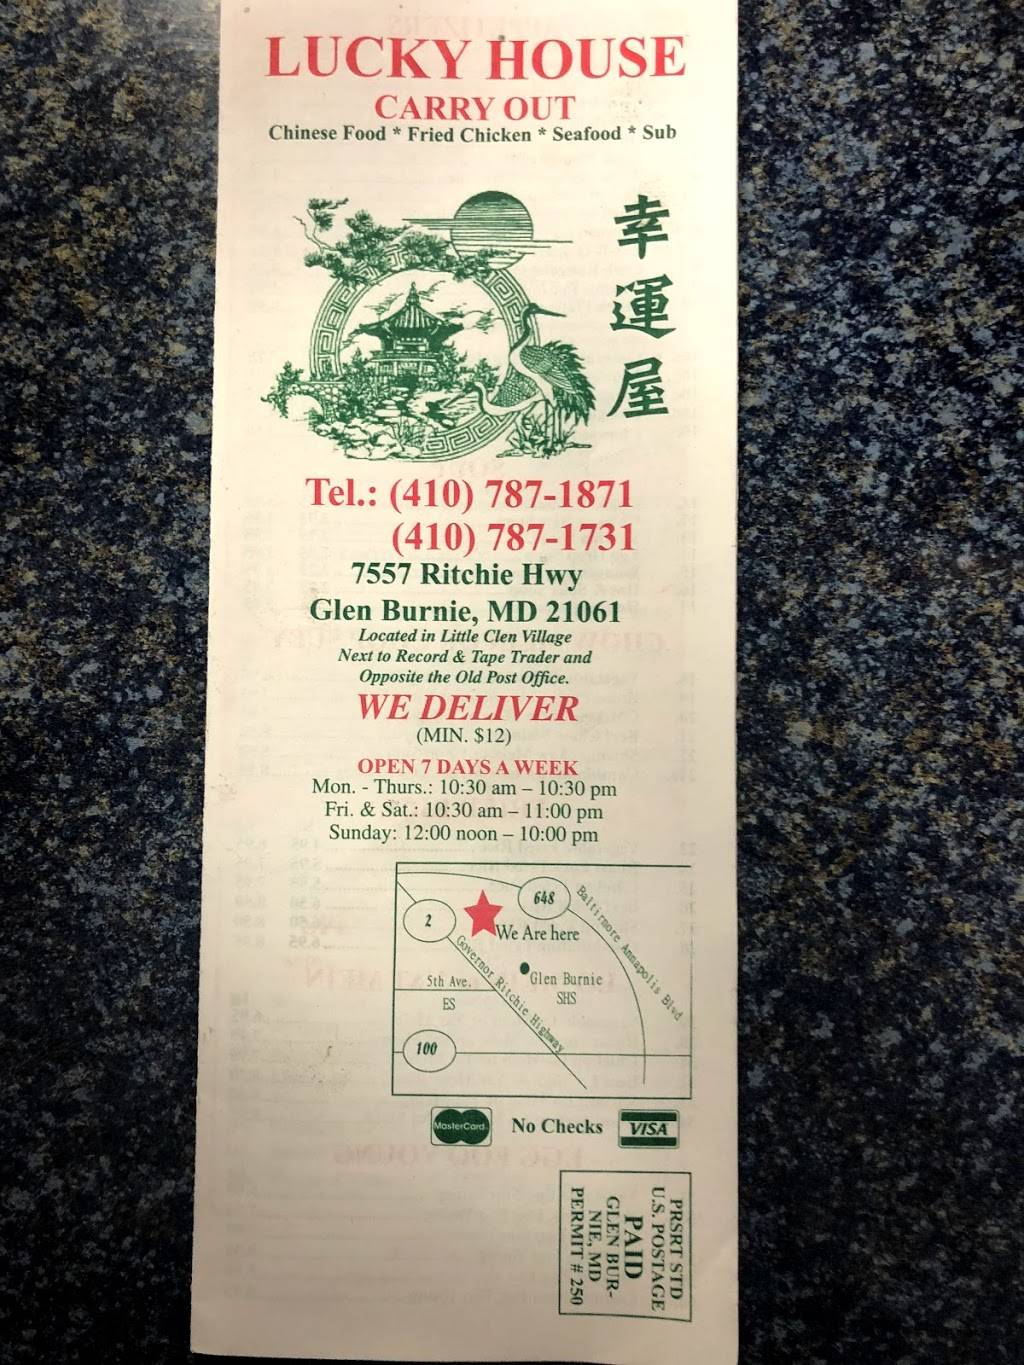 LUCKY HOUSE
CARRY OUT
Chinese Food * Fried Chicken * Seafood * Sub
幸運屋
Tel.: (410) 787-1871
(410) 787-1731
7557 Ritchie Hwy
Glen Burnie, MD 21061
Located in Little Clen Village
Next to Record & Tape Trader and
Opposite the Old Post Office.
WE DELIVER
(MIN. $12)
OPEN 7 DAYS A WEEK
Mon. - Thurs.: 10:30 am – 10:30 pm
Fri. & Sat.: 10:30 am – 11:00 pm
Sunday: 12:00 noon – 10:00 pm
648
2
We Are here
Baltirmore Annapolis Blvd
Governor Ritchie Highway
Glen Burnie
SHS
5th Ave.
ES
100
MasterCard
No Checks
VISA
PRSRT STD
U.S. POSTAGE
PAID
GLEN BUR-
NIE, MD
PERMIT # 250